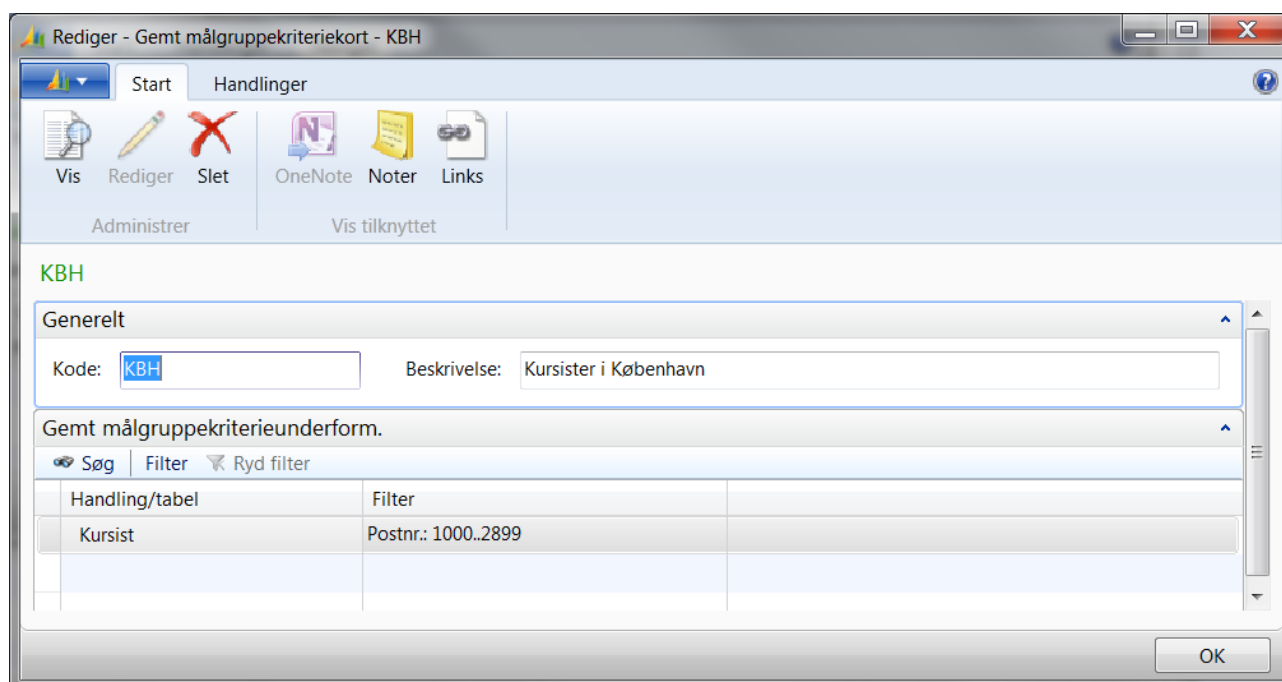 Rediger - Gemt målgruppekriteriekort - KBH
Start Handlinger
Vis Rediger Slet OneNote Noter Links
Administrer Vis tilknyttet
KBH
Generelt
Kode: KBH Beskrivelse: Kursister i København
Gemt målgruppekriterieunderform.
Søg Filter Ryd filter
Handling/tabel Filter
Kursist Postnr.: 1000..2899
OK